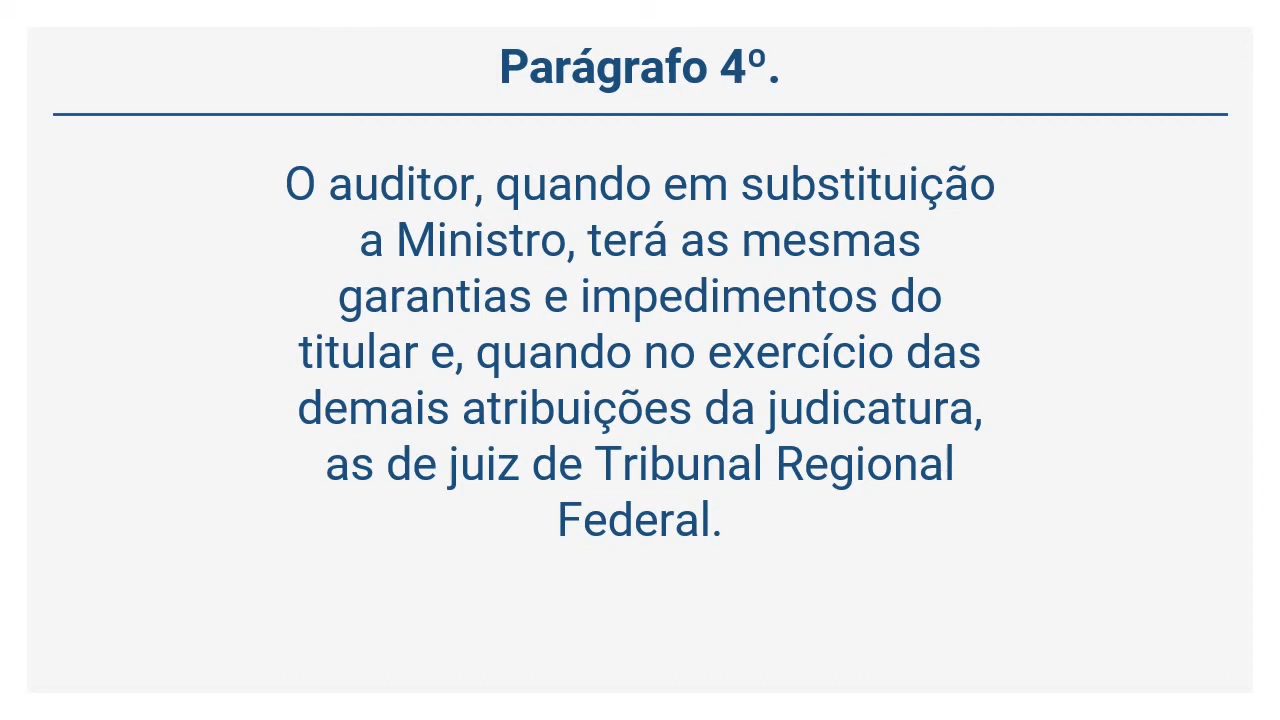 Parágrafo 4º.
O auditor, quando em substituição
a Ministro, terá as mesmas
garantias e impedimentos do
titular e, quando no exercício das
demais atribuições da judicatura,
as de juiz de Tribunal Regional
Federal.